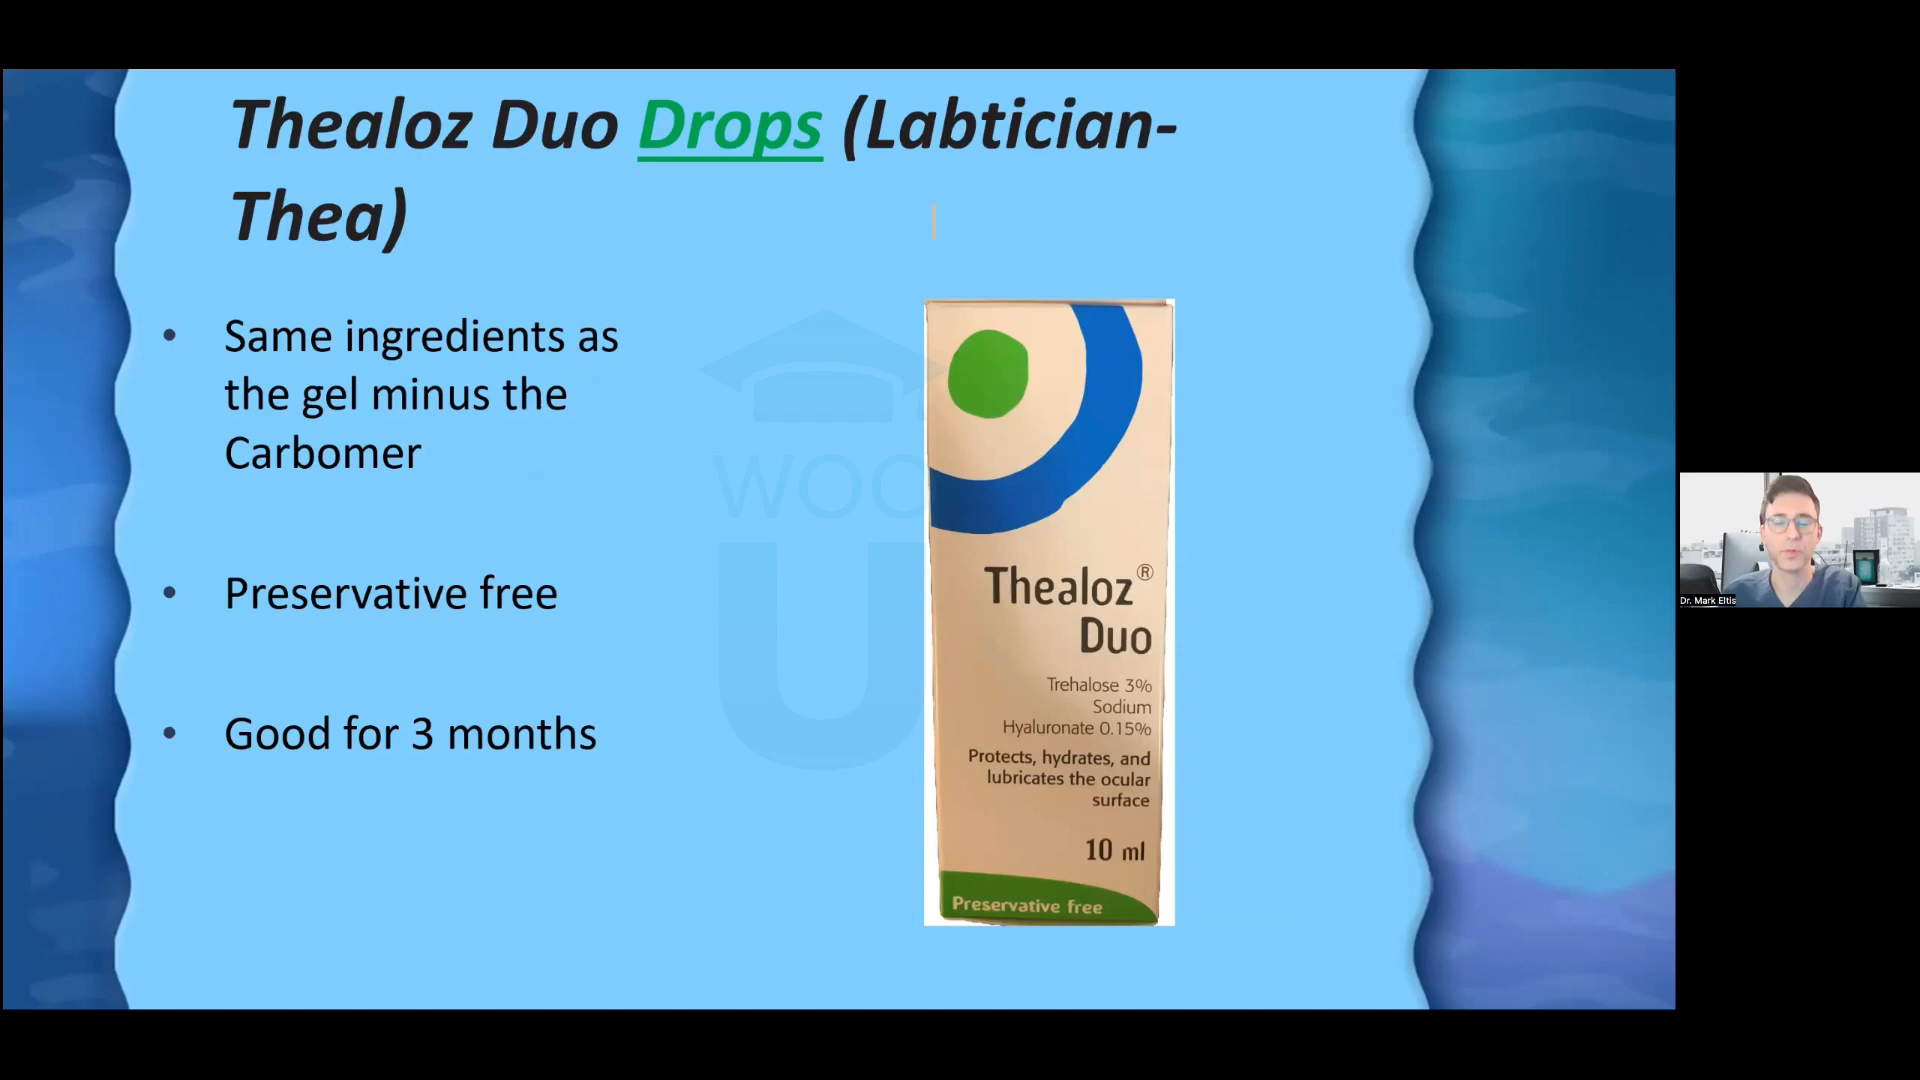 Thealoz Duo Drops (Labtician-
Thea)
• Same ingredients as
the gel minus the
Carbomer
• Preservative free
• Good for 3 months
WOO
U
Thealoz®
Duo
Trehalose 3%
Sodium
Hyaluronate 0.15%
Protects, hydrates, and
lubricates the ocular
surface
10 ml
Preservative free
Dr. Mark Eltis